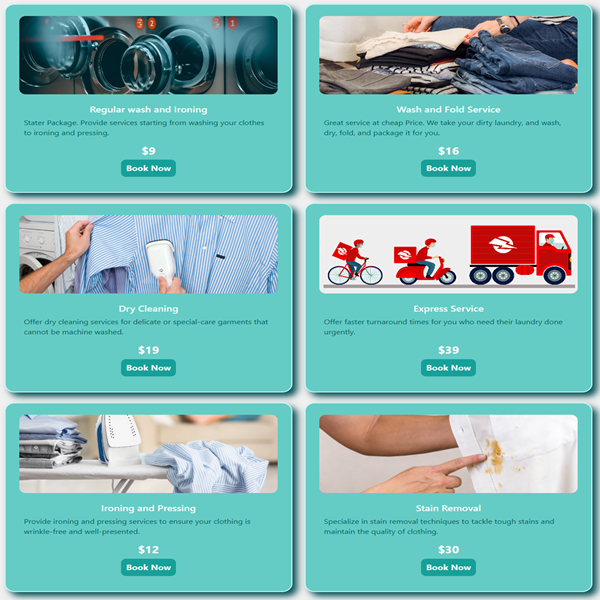 Regular wash and Ironing
Stater Package. Provide services starting from washing your clothes
to ironing and pressing.
$9
Book Now
Wash and Fold Service
Great service at cheap Price. We take your dirty laundry, and wash,
dry, fold, and package it for you.
$16
Book Now
Dry Cleaning
Offer dry cleaning services for delicate or special-care garments that
cannot be machine washed.
$19
Book Now
Express Service
Offer faster turnaround times for you who need their laundry done
urgently.
$39
Book Now
Ironing and Pressing
Provide ironing and pressing services to ensure your clothing is
wrinkle-free and well-presented.
$12
Book Now
Stain Removal
Specialize in stain removal techniques to tackle tough stains and
maintain the quality of clothing.
$30
Book Now